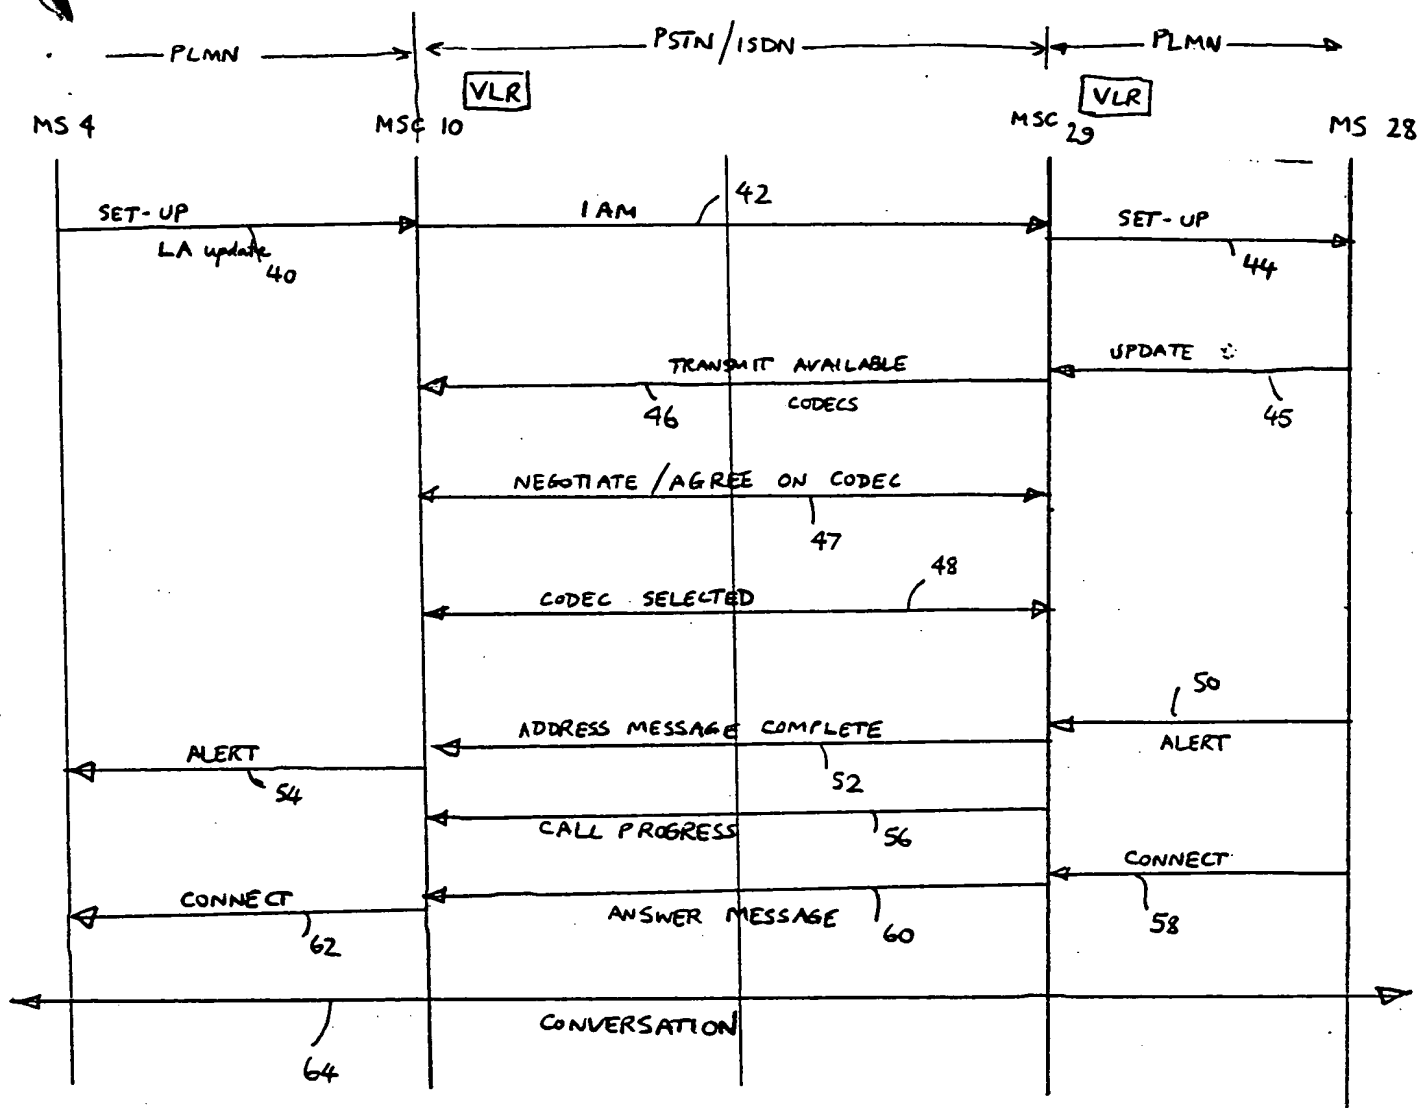 PLMN PSTN/ISDN PLMN
VLR VLR
MS 4 MSC 10 MSC 29 MS 28
SET-UP IAM 42 SET-UP
LA update 40 44
TRANSMIT AVAILABLE UPDATE
46 CODECS 45
NEGOTIATE/AGREE ON CODEC
47
48
CODEC SELECTED
50
ADDRESS MESSAGE COMPLETE ALERT
ALERT 52
54
CALL PROGRESS 56
CONNECT
CONNECT ANSWER MESSAGE 60 58
62
CONVERSATION
64